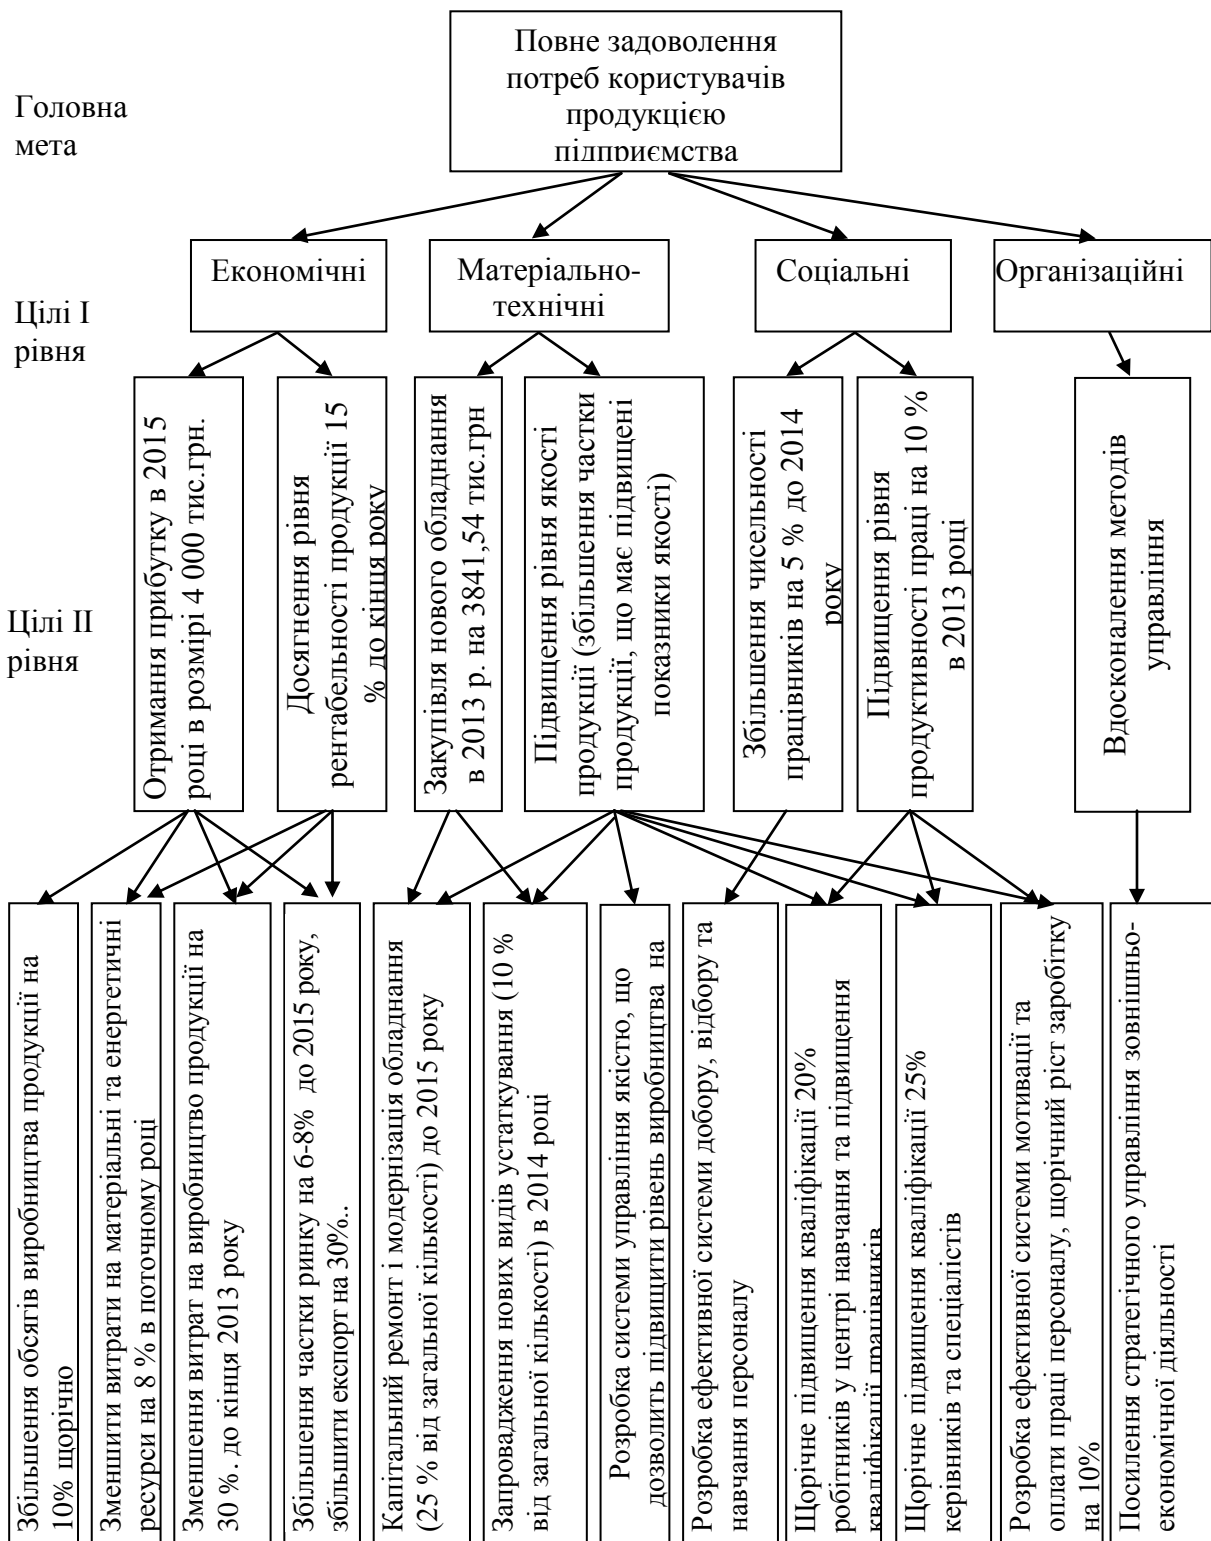 Повне задоволення
потреб користувачів
продукцією
підприємства
Головна
мета
Економічні
Матеріально-
технічні
Соціальні
Організаційні
Цілі I
рівня
Отримання прибутку в 2015
році в розмірі 4 000 тис.грн.
Досягнення рівня
рентабельності продукції 15
% до кінця року
Закупівля нового обладнання
в 2013 р. на 3841,54 тис.грн
Підвищення рівня якості
продукції (збільшення частки
продукції, що має підвищені
показники якості)
Збільшення чисельності
працівників на 5 % до 2014
року
Підвищення рівня
продуктивності праці на 10 %
в 2013 році
Вдосконалення методів
управління
Цілі II
рівня
Збільшення обсягів виробництва продукції на
10% щорічно
Зменшити витрати на матеріальні та енергетичні
ресурси на 8 % в поточному році
Зменшення витрат на виробництво продукції на
30 %. до кінця 2013 року
Збільшення частки ринку на 6-8% до 2015 року,
збільшити експорт на 30%..
Капітальний ремонт і модернізація обладнання
(25 % від загальної кількості) до 2015 року
Запровадження нових видів устаткування (10 %
від загальної кількості) в 2014 році
Розробка системи управління якістю, що
дозволить підвищити рівень виробництва на
Розробка ефективної системи добору, відбору та
навчання персоналу
Щорічне підвищення кваліфікації 20%
робітників у центрі навчання та підвищення
кваліфікації працівників
Щорічне підвищення кваліфікації 25%
керівників та спеціалістів
Розробка ефективної системи мотивації та
оплати праці персоналу, щорічний ріст заробітку
на 10%
Посилення стратегічного управління зовнішньо-
економічної діяльності